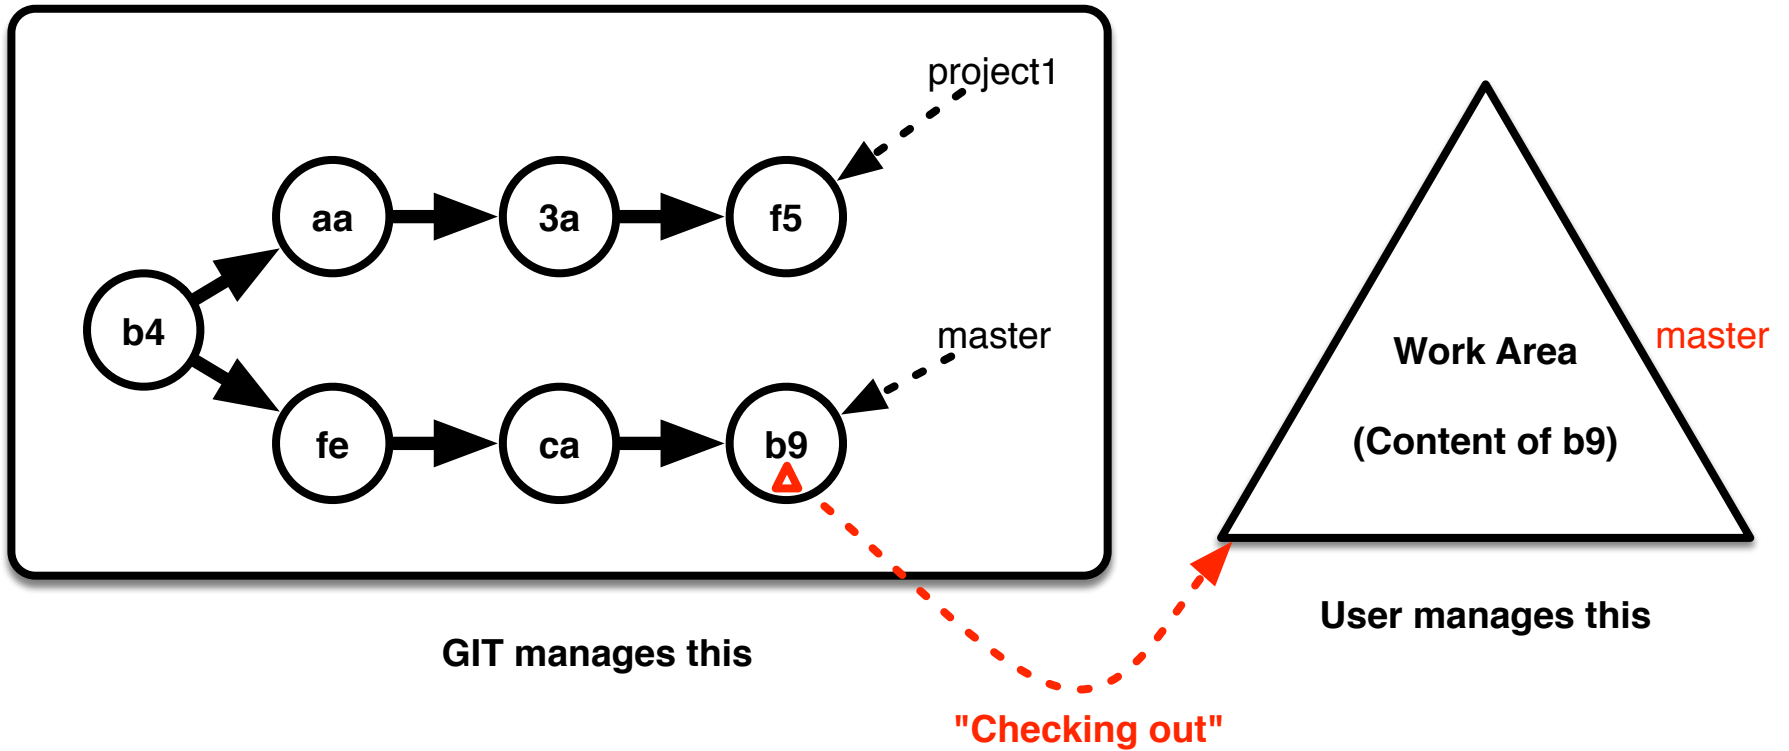 project1
aa
3a
f5
b4
master
fe
ca
b9
GIT manages this
"Checking out"
Work Area
(Content of b9)
master
User manages this